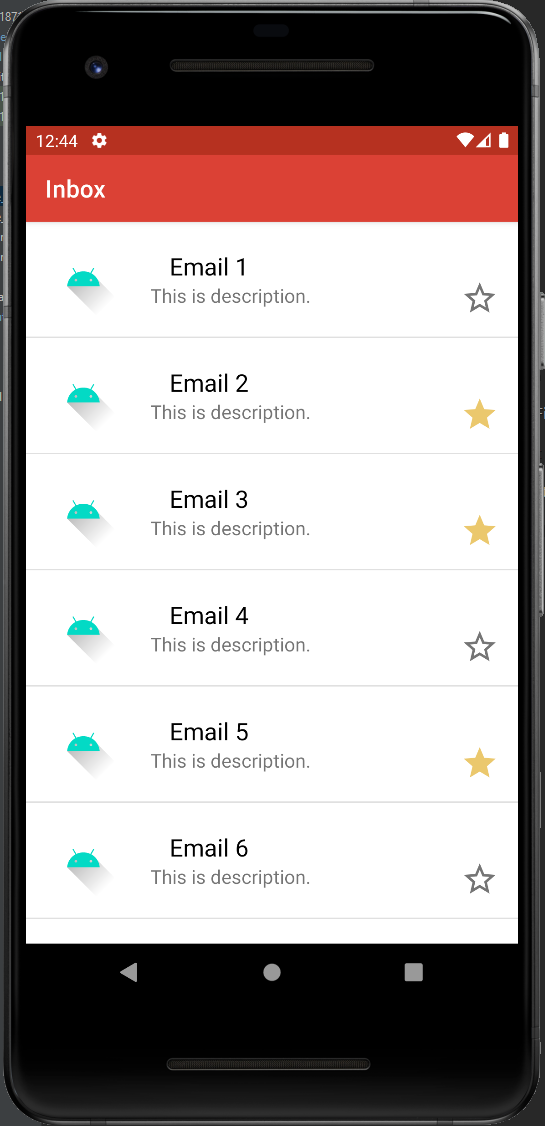 12:44
Inbox
Email 1
This is description.
Email 2
This is description.
Email 3
This is description.
Email 4
This is description.
Email 5
This is description.
Email 6
This is description.